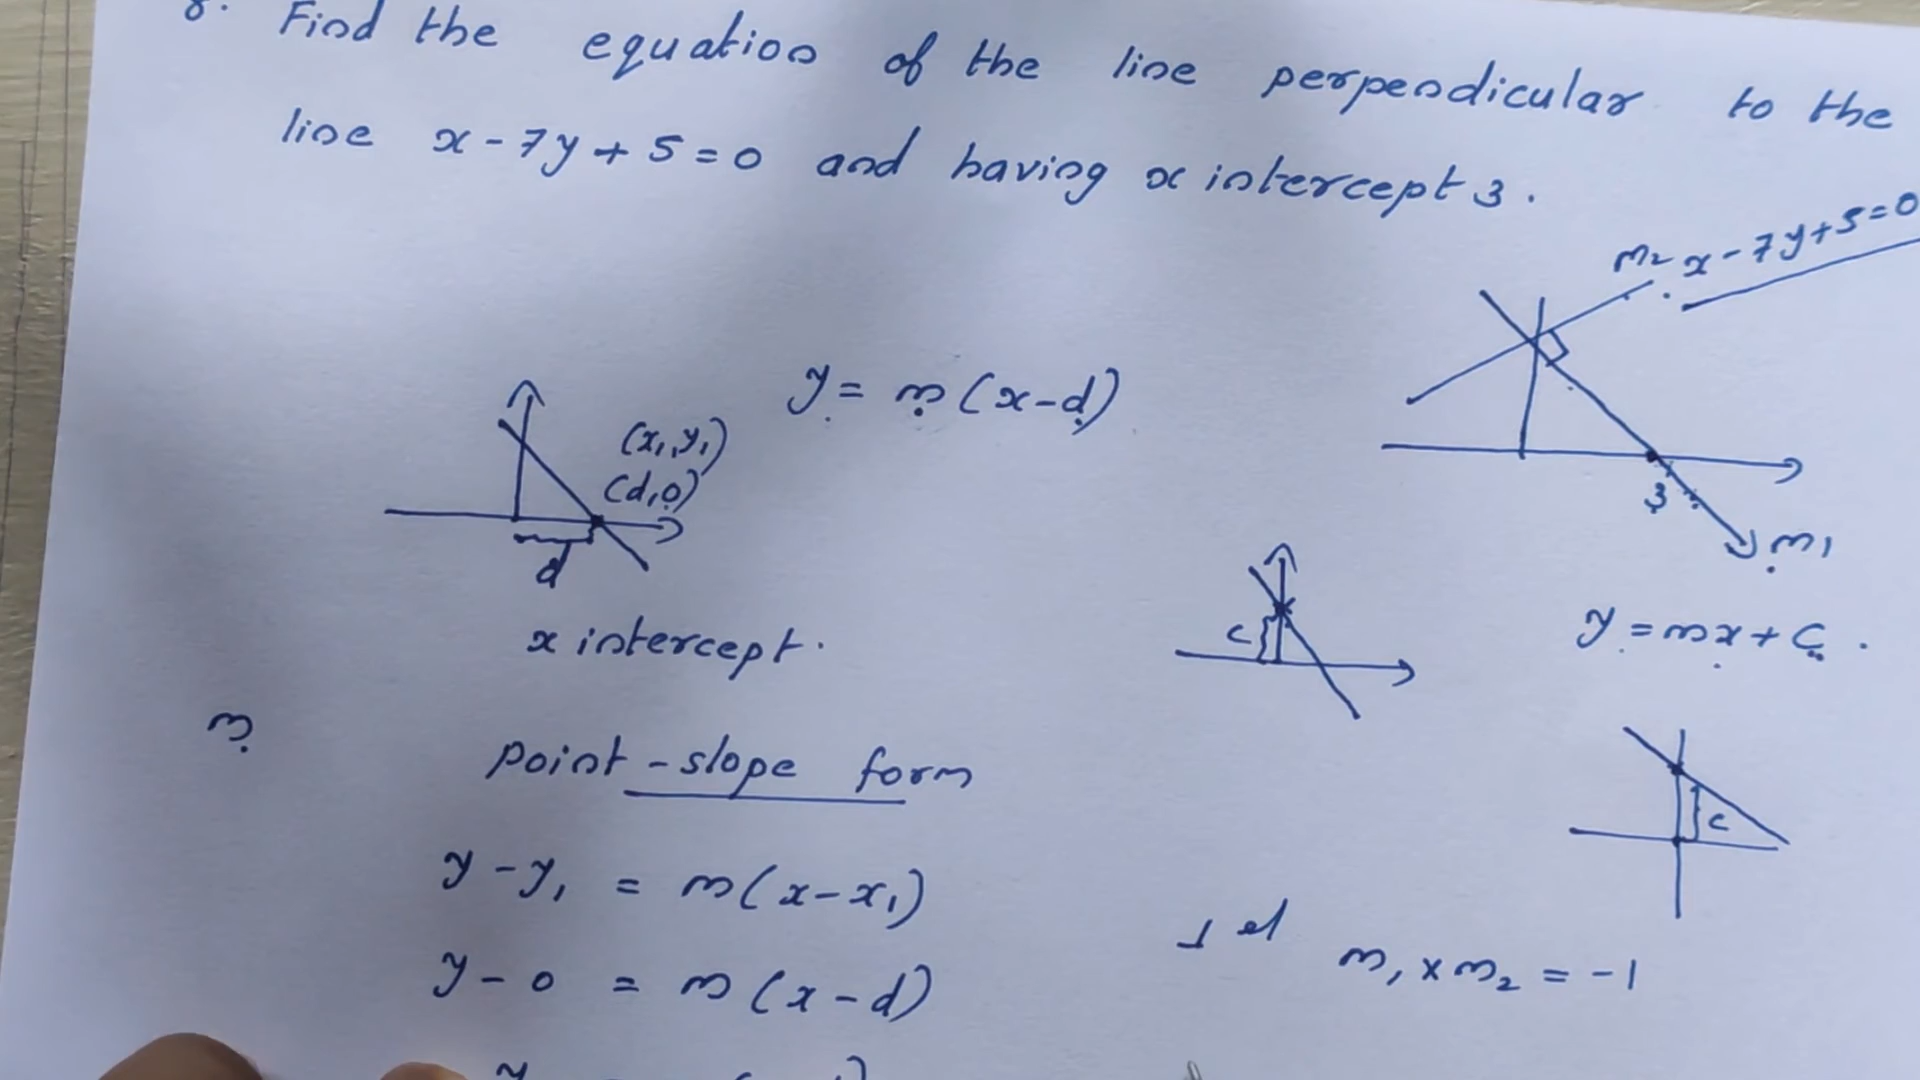 8. Find the equation of the line perpendicular to the
line x - 7y + 5 = 0 and having x intercept 3.
m₂ x - 7y + 5 = 0
y = m(x-d)
(x₁, y₁)
(d, 0)
3
d
m₁
c
y = mx + c.
x intercept.
m
point-slope form
c
y - y₁ = m(x - x₁)
⊥ el
m₁ x m₂ = -1
y - 0 = m(x - d)